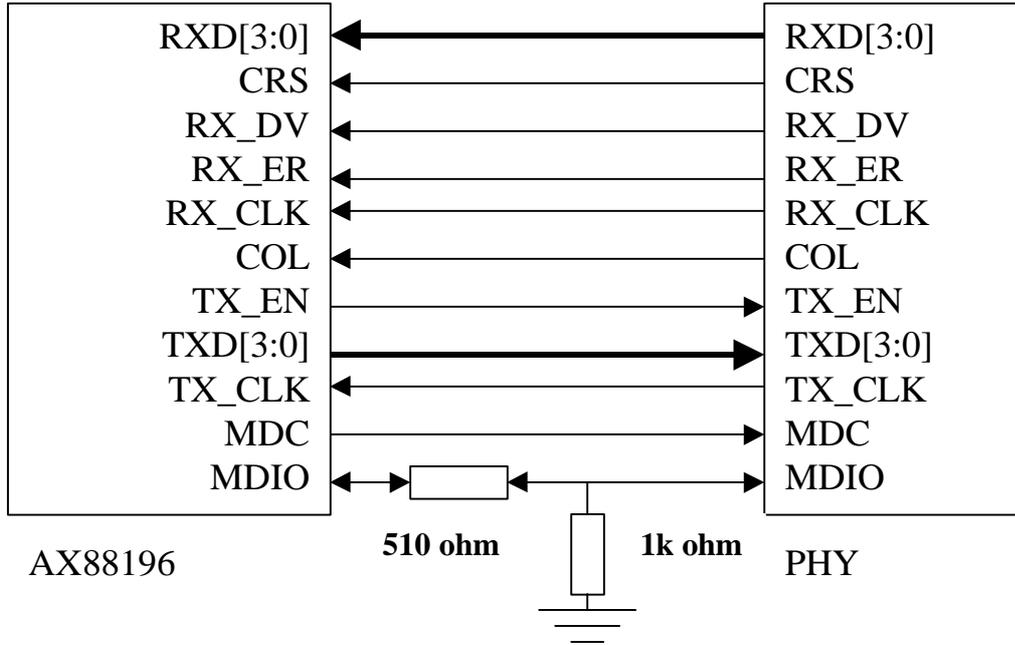 RXD[3:0] RXD[3:0]
CRS CRS
RX_DV RX_DV
RX_ER RX_ER
RX_CLK RX_CLK
COL COL
TX_EN TX_EN
TXD[3:0] TXD[3:0]
TX_CLK TX_CLK
MDC MDC
MDIO MDIO
510 ohm 1k ohm
AX88196 PHY